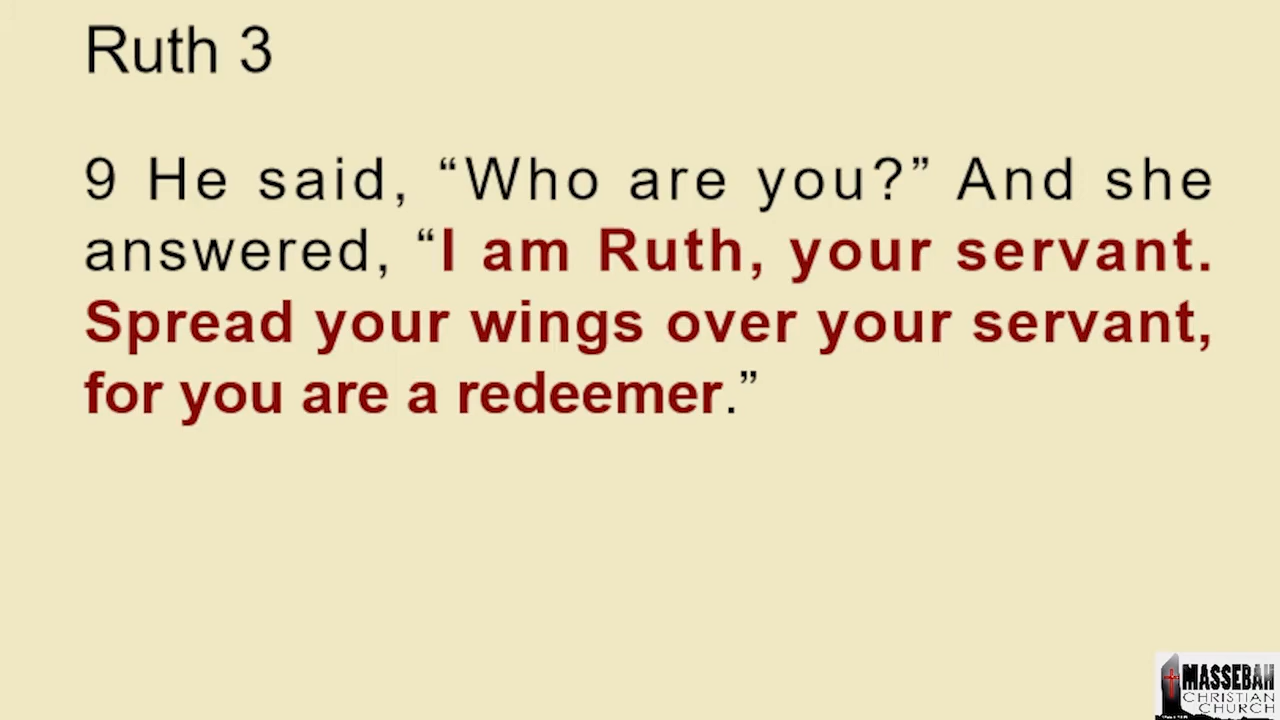 Ruth 3
9 He said, “Who are you?” And she
answered, “I am Ruth, your servant.
Spread your wings over your servant,
for you are a redeemer.”
MASSEBAH
CHRISTIAN
CHURCH